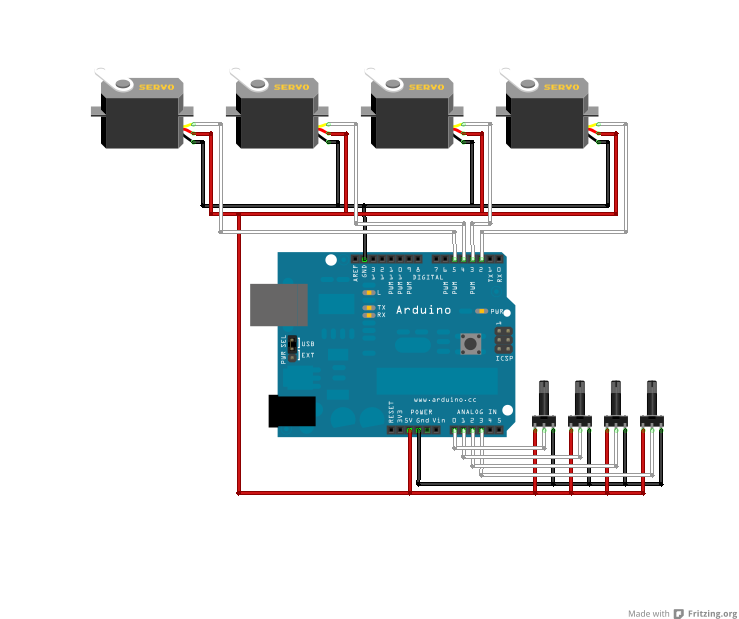 SERVO SERVO SERVO SERVO
AREF GND 13 12 11 10 9 8 7 6 5 4 3 2 1 0
DIGITAL
PWM PWM PWM PWM PWM PWM TX RX
L
TX
RX
Arduino
PWR
1
ICSP
PWR SEL
USB
EXT
www.arduino.cc
POWER ANALOG IN
RESET 3V3 5V Gnd Vin 0 1 2 3 4 5
Made with Fritzing.org